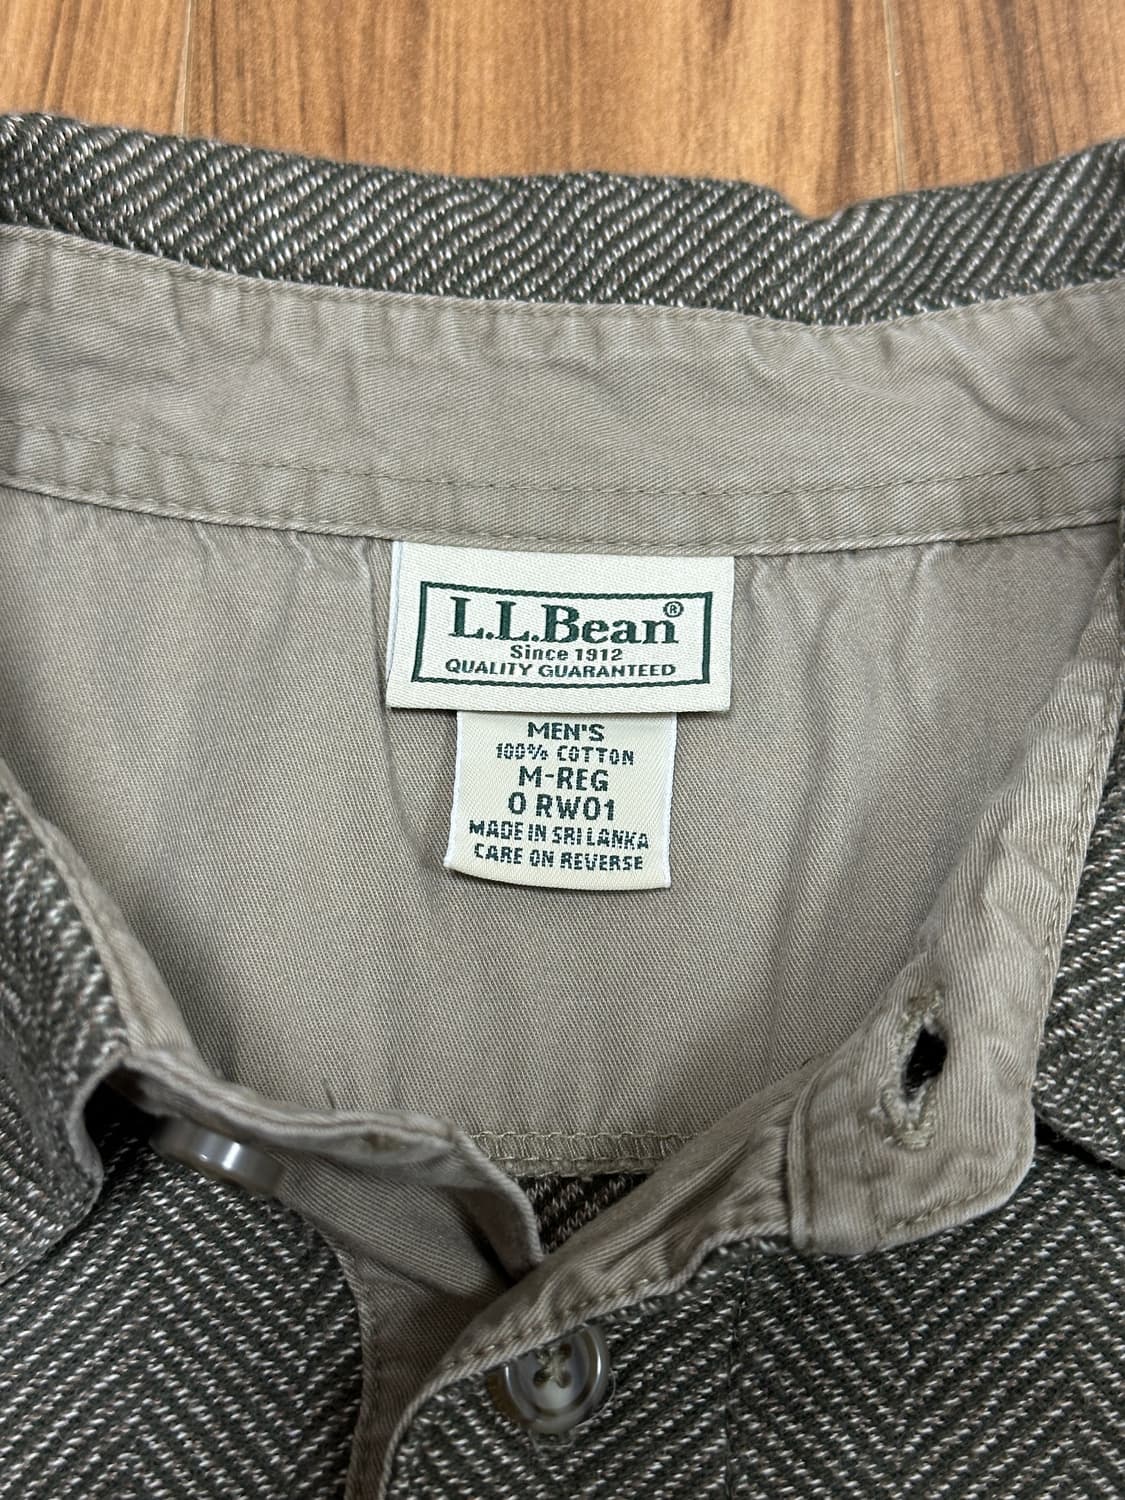 L.L.Bean®
Since 1912
QUALITY GUARANTEED
MEN'S
100% COTTON
M-REG
0 RW01
MADE IN SRI LANKA
CARE ON REVERSE